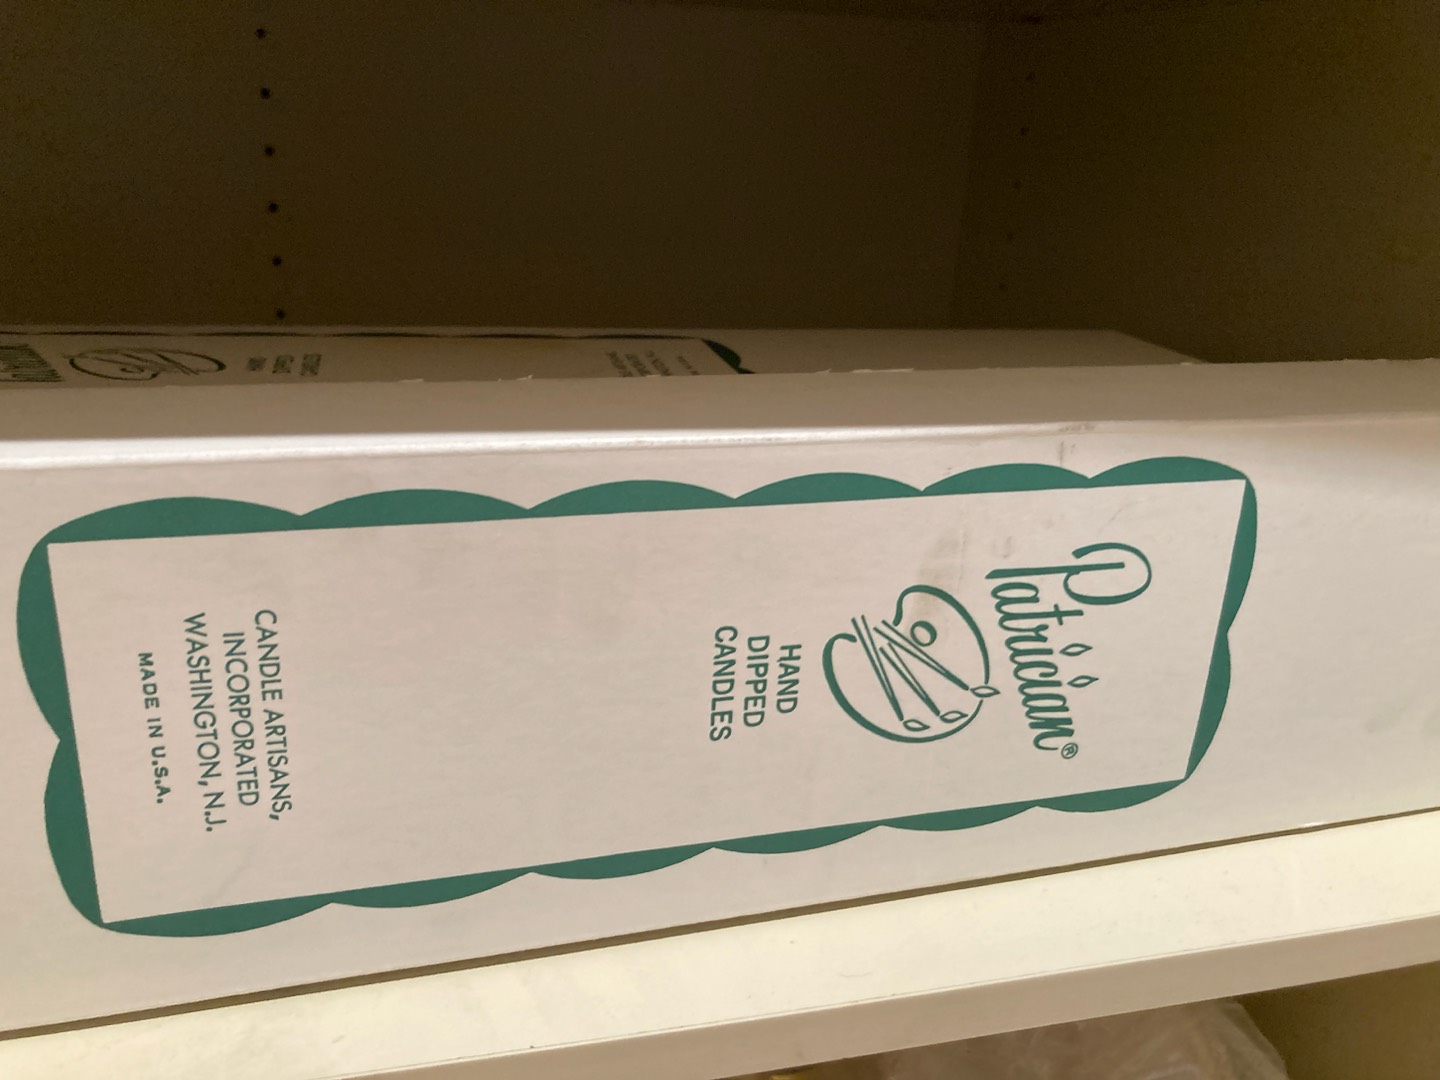 Patrician®
HAND
DIPPED
CANDLES
CANDLE ARTISANS,
INCORPORATED
WASHINGTON, N.J.
MADE IN U.S.A.